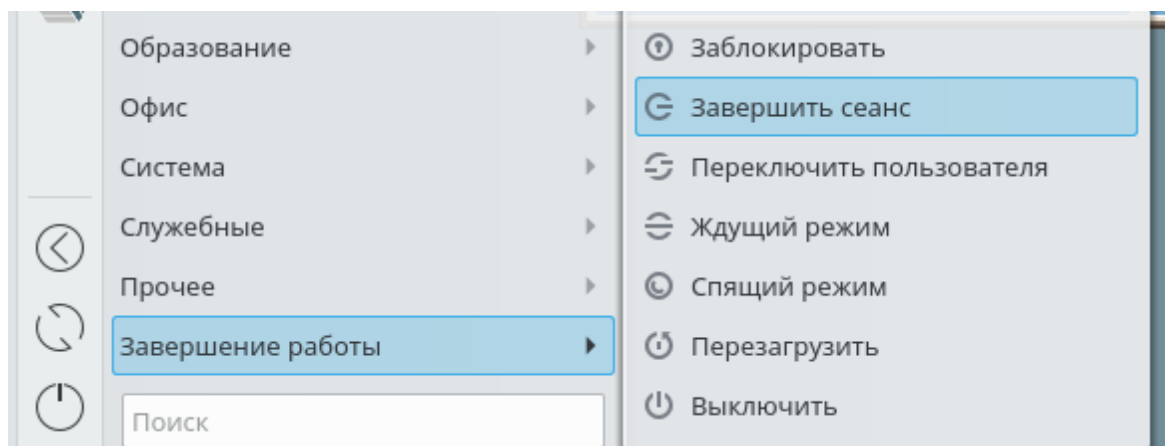 Образование
Офис
Система
Служебные
Прочее
Завершение работы
Поиск
Заблокировать
Завершить сеанс
Переключить пользователя
Ждущий режим
Спящий режим
Перезагрузить
Выключить